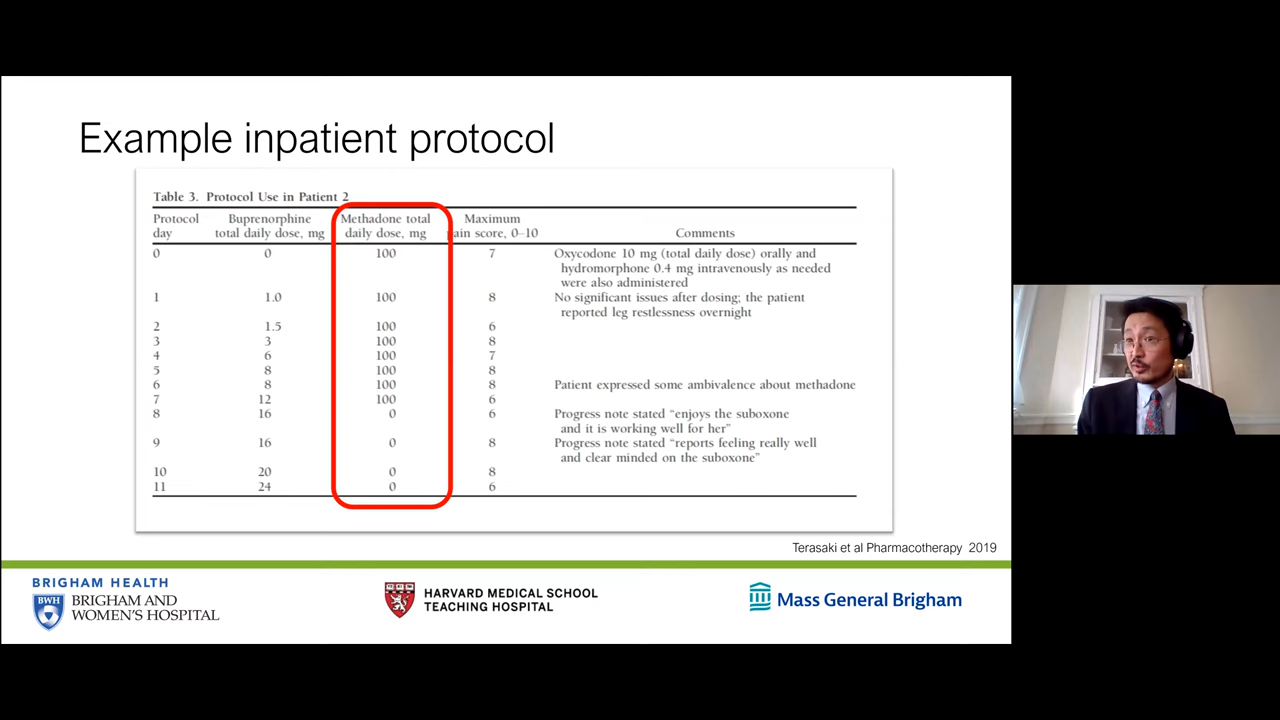 Example inpatient protocol
Table 3. Protocol Use in Patient 2
Protocol day Buprenorphine total daily dose, mg Methadone total daily dose, mg Maximum pain score, 0–10 Comments
0 0 100 7 Oxycodone 10 mg (total daily dose) orally and
hydromorphone 0.4 mg intravenously as needed
were also administered
1 1.0 100 8 No significant issues after dosing; the patient
reported leg restlessness overnight
2 1.5 100 6
3 3 100 8
4 6 100 7
5 8 100 8
6 8 100 8 Patient expressed some ambivalence about methadone
7 12 100 6
8 16 0 6 Progress note stated “enjoys the suboxone
and it is working well for her”
9 16 0 8 Progress note stated “reports feeling really well
and clear minded on the suboxone”
10 20 0 8
11 24 0 6
Terasaki et al Pharmacotherapy 2019
BRIGHAM HEALTH
BWH
BRIGHAM AND
WOMEN’S HOSPITAL
HARVARD MEDICAL SCHOOL
TEACHING HOSPITAL
Mass General Brigham